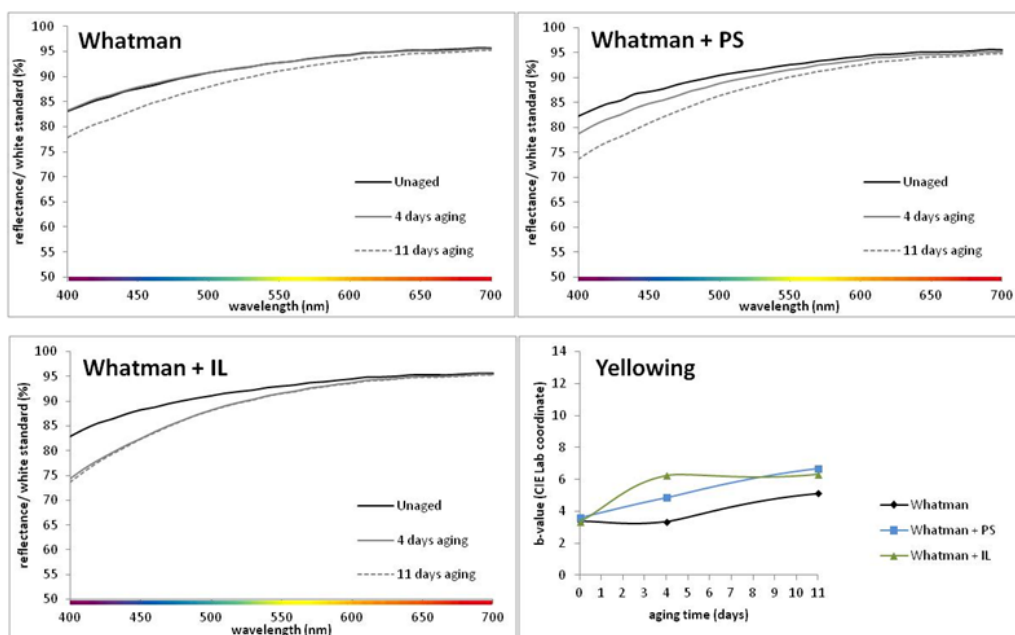 Whatman
reflectance/ white standard (%)
100
95
90
85
80
75
70
65
60
55
50
Unaged
4 days aging
11 days aging
400 450 500 550 600 650 700
wavelength (nm)
Whatman + PS
reflectance/ white standard (%)
100
95
90
85
80
75
70
65
60
55
50
Unaged
4 days aging
11 days aging
400 450 500 550 600 650 700
wavelength (nm)
Whatman + IL
reflectance/ white standard (%)
100
95
90
85
80
75
70
65
60
55
50
Unaged
4 days aging
11 days aging
400 450 500 550 600 650 700
wavelength (nm)
Yellowing
b-value (CIE Lab coordinate)
14
12
10
8
6
4
2
0
Whatman
Whatman + PS
Whatman + IL
0 1 2 3 4 5 6 7 8 9 10 11
aging time (days)